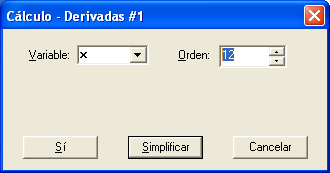 Cálculo - Derivadas #1
Variable: x Orden: 12
Sí Simplificar Cancelar